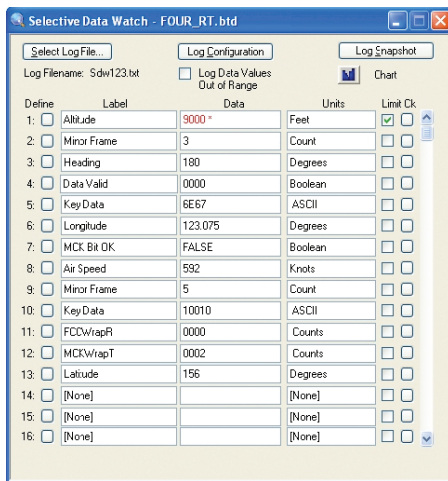 Selective Data Watch - FOUR_RT.btd
Select Log File... Log Configuration Log Snapshot
Log Filename: Sdw123.txt Log Data Values Out of Range Chart
Define Label Data Units Limit Ck
1: Altitude 9000 * Feet
2: Minor Frame 3 Count
3: Heading 180 Degrees
4: Data Valid 0000 Boolean
5: Key Data 6E67 ASCII
6: Longitude 123.075 Degrees
7: MCK Bit OK FALSE Boolean
8: Air Speed 592 Knots
9: Minor Frame 5 Count
10: Key Data 10010 ASCII
11: FCCWrapR 0000 Counts
12: MCKWrapT 0002 Counts
13: Latitude 156 Degrees
14: [None] [None]
15: [None] [None]
16: [None] [None]